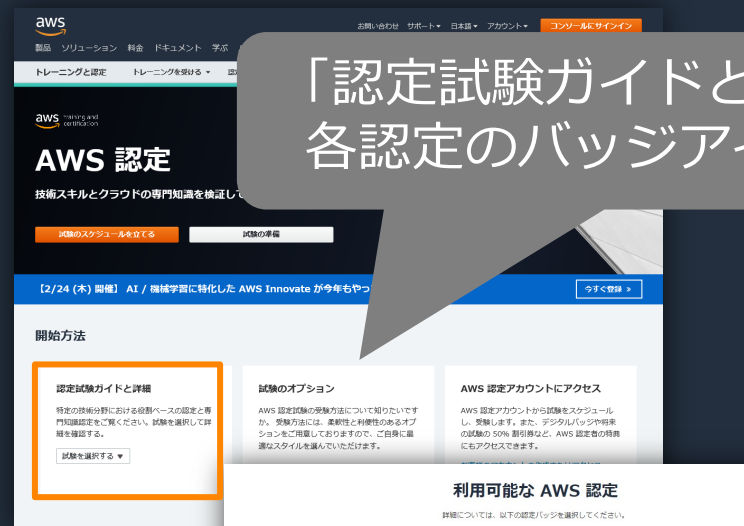 aws
お問い合わせ サポート▾ 日本語▾ アカウント▾ コンソールにサインイン
製品 ソリューション 料金 ドキュメント 学ぶ
トレーニングと認定 トレーニングを受ける ▾
「認定試験ガイドと
各認定のバッジア
aws training and
certification
AWS 認定
技術スキルとクラウドの専門知識を検証し
試験のスケジュールを立てる 試験の準備
【2/24 (木) 開催】 AI / 機械学習に特化した AWS Innovate が今年もやっ
今すぐ登録 »
開始方法
認定試験ガイドと詳細
特定の技術分野における役割ベースの認定と専
門知識認定をご覧ください。試験を選択して詳
細を確認する。
試験を選択する ▾
試験のオプション
AWS 認定試験の受験方法について知りたいです
か。 受験方法には、柔軟性と利便性のあるオプ
ションをご用意しておりますので、ご自身に最
適なスタイルを選んでいただけます。
AWS 認定アカウントにアクセス
AWS 認定アカウントから試験をスケジュール
し、受験します。また、デジタルバッジや将来
の試験の 50% 割引券など、AWS 認定者の特典
にもアクセスできます。
利用可能な AWS 認定
詳細については、以下の認定バッジを選択してください。